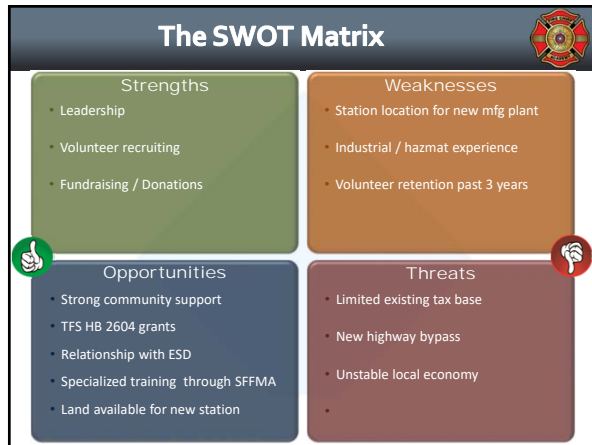 The SWOT Matrix
Strengths
• Leadership
• Volunteer recruiting
• Fundraising / Donations
Weaknesses
• Station location for new mfg plant
• Industrial / hazmat experience
• Volunteer retention past 3 years
Opportunities
• Strong community support
• TFS HB 2604 grants
• Relationship with ESD
• Specialized training through SFFMA
• Land available for new station
Threats
• Limited existing tax base
• New highway bypass
• Unstable local economy
•